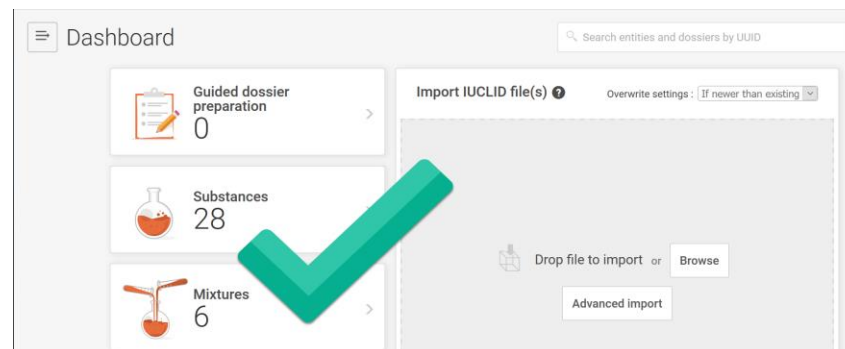 Dashboard
Search entities and dossiers by UUID
Guided dossier
preparation
0
Import IUCLID file(s) ?
Overwrite settings : If newer than existing
Substances
28
Drop file to import or Browse
Mixtures
6
Advanced import